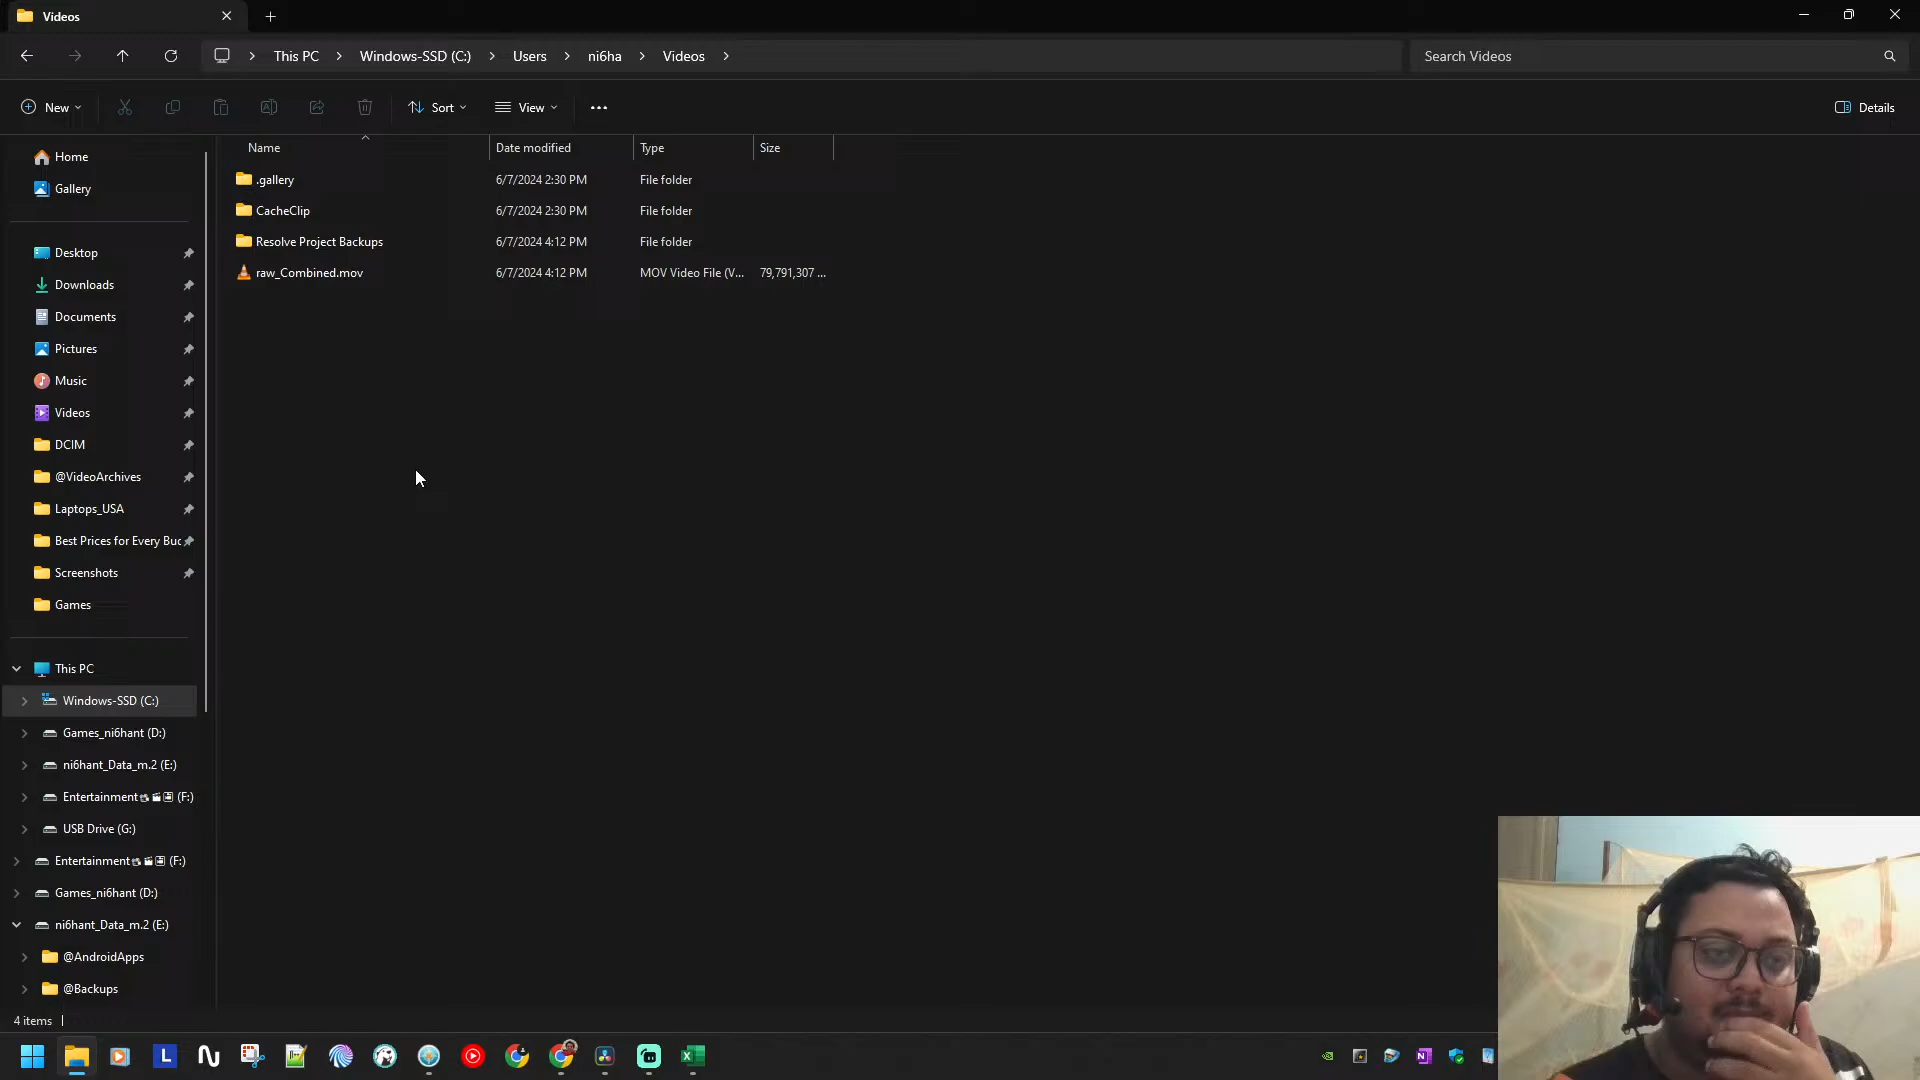 Videos
This PC > Windows-SSD (C:) > Users > ni6ha > Videos >
Search Videos
New
Sort
View
Details
Name Date modified Type Size
.gallery 6/7/2024 2:30 PM File folder
CacheClip 6/7/2024 2:30 PM File folder
Resolve Project Backups 6/7/2024 4:12 PM File folder
raw_Combined.mov 6/7/2024 4:12 PM MOV Video File (V... 79,791,307 ...
Home
Gallery
Desktop
Downloads
Documents
Pictures
Music
Videos
DCIM
@VideoArchives
Laptops_USA
Best Prices for Every Buc
Screenshots
Games
This PC
Windows-SSD (C:)
Games_ni6hant (D:)
ni6hant_Data_m.2 (E:)
Entertainment (F:)
USB Drive (G:)
Entertainment (F:)
Games_ni6hant (D:)
ni6hant_Data_m.2 (E:)
@AndroidApps
@Backups
4 items